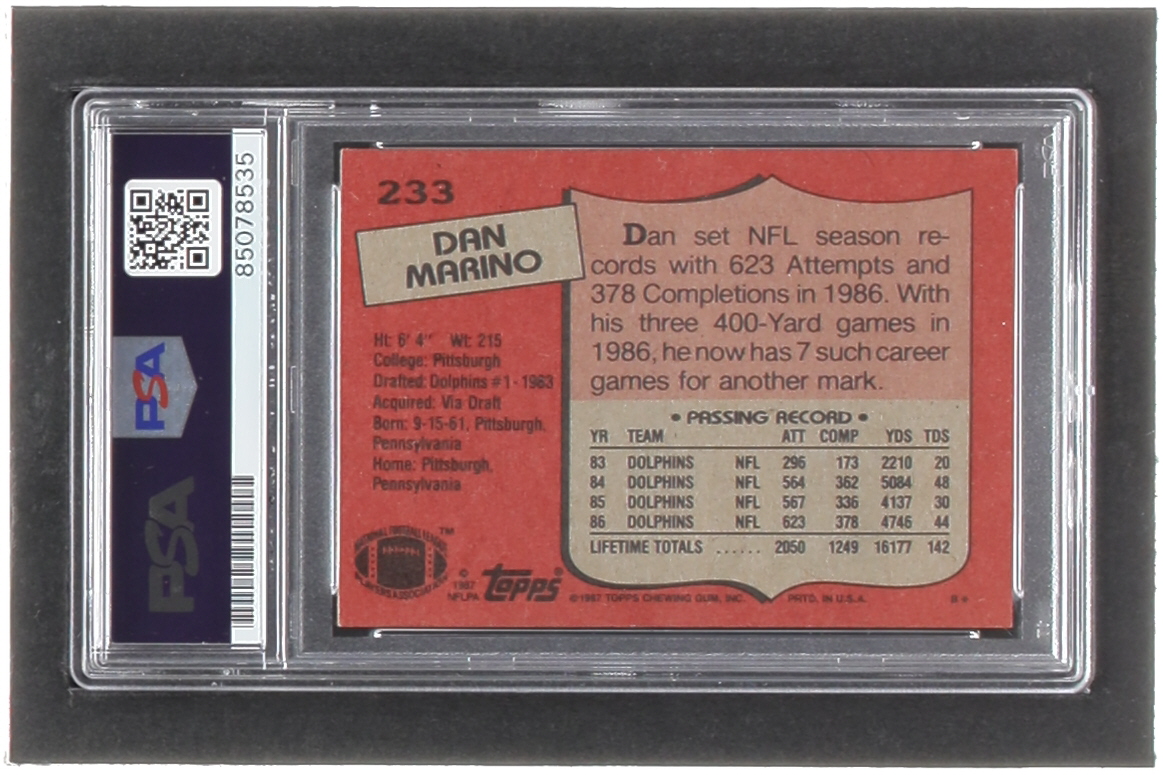 85078535
PSA
PSA
233
DAN
MARINO
Ht: 6' 4" Wt: 215
College: Pittsburgh
Drafted: Dolphins #1 - 1983
Acquired: Via Draft
Born: 9-15-61, Pittsburgh,
Pennsylvania
Home: Pittsburgh,
Pennsylvania
Dan set NFL season re-
cords with 623 Attempts and
378 Completions in 1986. With
his three 400-Yard games in
1986, he now has 7 such career
games for another mark.
• PASSING RECORD •
YR TEAM ATT COMP YDS TDS
83 DOLPHINS NFL 296 173 2210 20
84 DOLPHINS NFL 564 362 5084 48
85 DOLPHINS NFL 567 336 4137 30
86 DOLPHINS NFL 623 378 4746 44
LIFETIME TOTALS ...... 2050 1249 16177 142
TM
© 1987 NFLPA
topps
©1987 TOPPS CHEWING GUM, INC. PRTD. IN U.S.A. B*